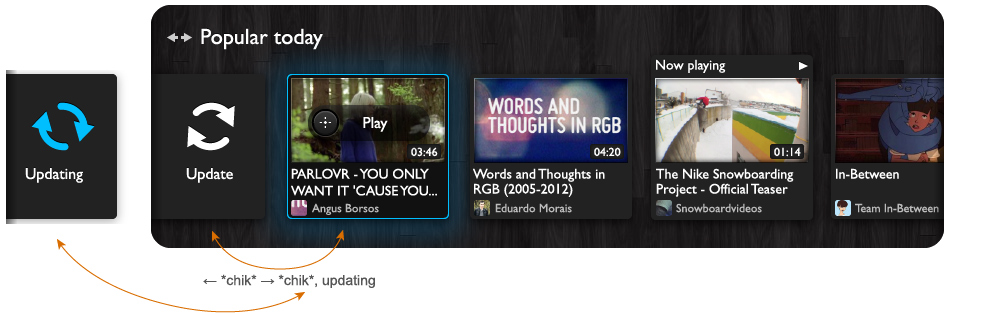 Popular today
Now playing
Play
WORDS AND
THOUGHTS IN RGB
03:46
04:20
01:14
Updating
Update
PARLOVR - YOU ONLY
WANT IT 'CAUSE YOU...
Angus Borsos
Words and Thoughts in
RGB (2005-2012)
Eduardo Morais
The Nike Snowboarding
Project - Official Teaser
Snowboardvideos
In-Between
Team In-Between
← *chik* → *chik*, updating